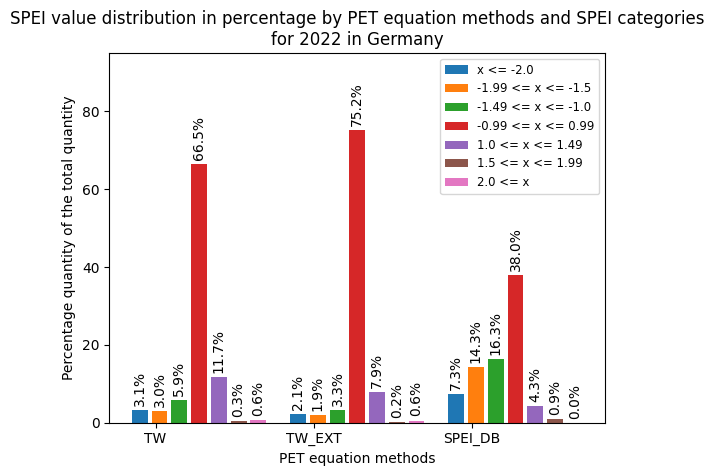 SPEI value distribution in percentage by PET equation methods and SPEI categories
for 2022 in Germany
x <= -2.0
-1.99 <= x <= -1.5
-1.49 <= x <= -1.0
-0.99 <= x <= 0.99
1.0 <= x <= 1.49
1.5 <= x <= 1.99
2.0 <= x
Percentage quantity of the total quantity
80
60
40
20
0
3.1%
3.0%
5.9%
66.5%
11.7%
0.3%
0.6%
2.1%
1.9%
3.3%
75.2%
7.9%
0.2%
0.6%
7.3%
14.3%
16.3%
38.0%
4.3%
0.9%
0.0%
TW
TW_EXT
SPEI_DB
PET equation methods